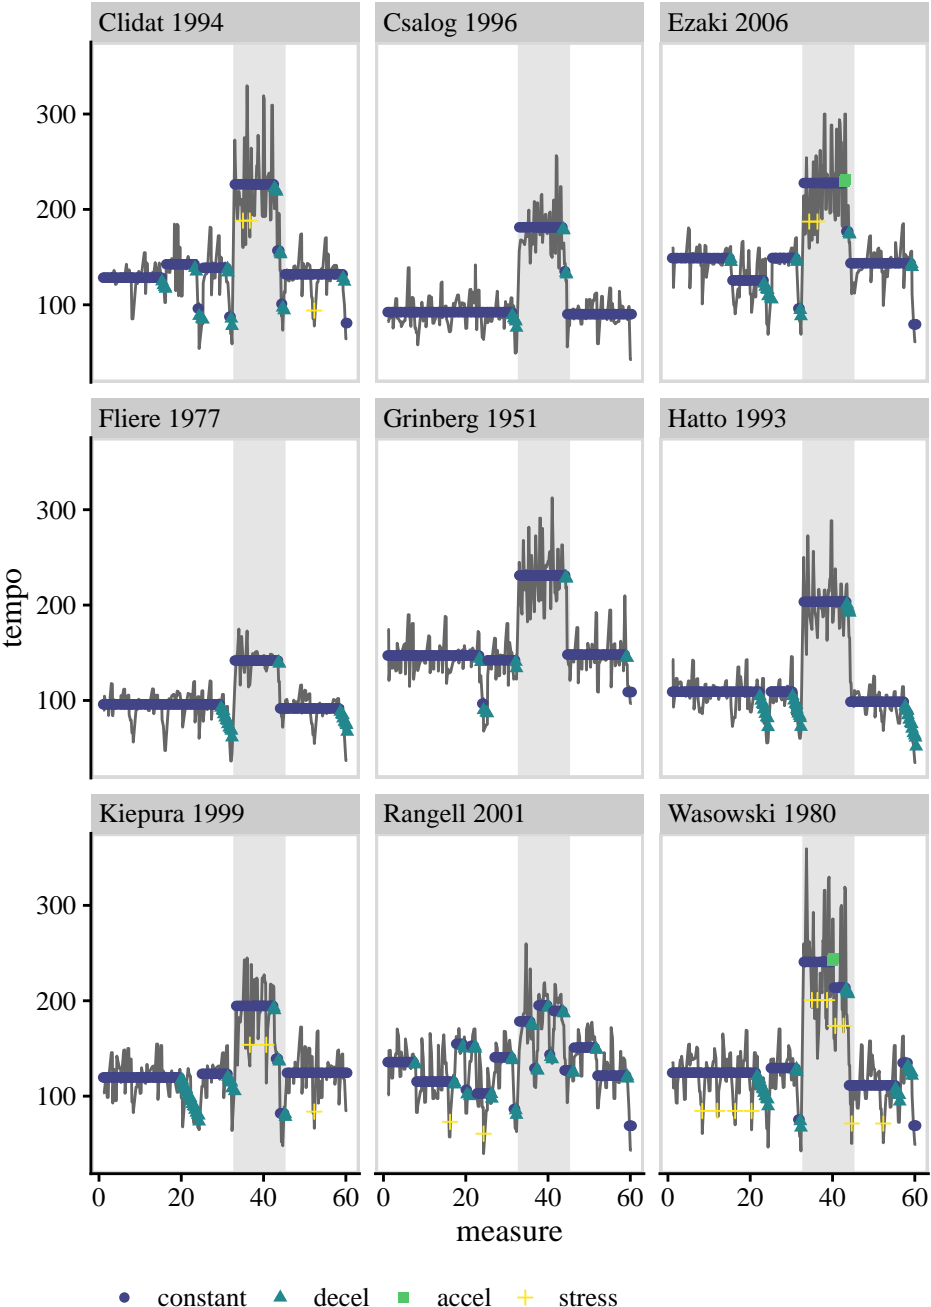 Clidat 1994 Csalog 1996 Ezaki 2006
300
200
100
Fliere 1977 Grinberg 1951 Hatto 1993
300
200
100
tempo
Kiepura 1999 Rangell 2001 Wasowski 1980
300
200
100
0 20 40 60 0 20 40 60 0 20 40 60
measure
constant decel accel stress